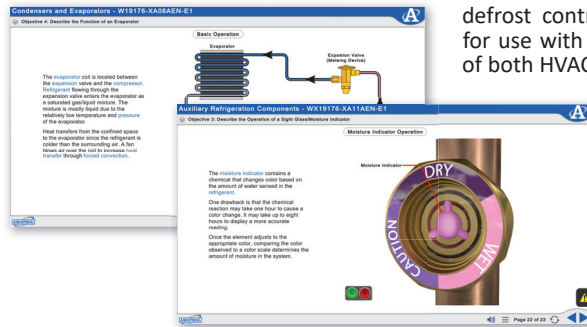 Condensers and Evaporators - W19176-XA08AEN-E1
Objective 4: Describe the Function of an Evaporator
Basic Operation
Evaporator
Expansion Valve
(Metering Device)
The evaporator coil is located between
the expansion valve and the compressor.
Refrigerant flowing through the
expansion valve enters the evaporator as
a saturated gas/liquid mixture. The
mixture is mostly liquid due to the
relatively low temperature and pressure
of the evaporator.
Heat transfers from the confined space
to the evaporator since the refrigerant is
colder than the surrounding air. A fan
blows air over the coil to increase heat
transfer through forced convection.
AMATROL
defrost contr
for use with
of both HVAC
Auxiliary Refrigeration Components - WX19176-XA11AEN-E1
Objective 3: Describe the Operation of a Sight Glass/Moisture Indicator
Moisture Indicator Operation
Moisture Indicator
The moisture indicator contains a
chemical that changes color based on
the amount of water sensed in the
refrigerant.
One drawback is that the chemical
reaction may take one hour to cause a
color change. It may take up to eight
hours to display a more accurate
reading.
Once the element adjusts to the
appropriate color, comparing the color
observed to a color scale determines the
amount of moisture in the system.
DRY
CAUTION
WET
AMATROL
Page 22 of 23